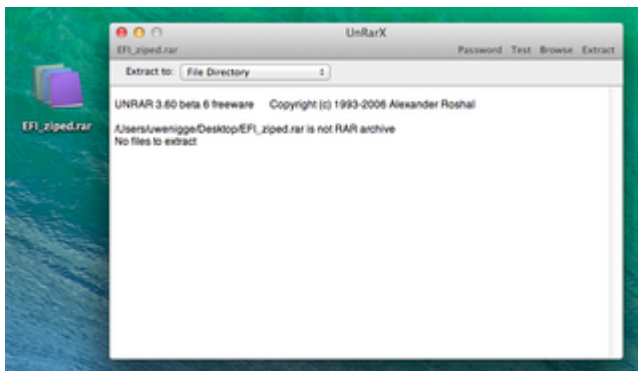 UnRarX
EFI_ziped.rar
Password Test Browse Extract
Extract to: File Directory
UNRAR 3.60 beta 6 freeware Copyright (c) 1993-2006 Alexander Roshal
/Users/uwenigge/Desktop/EFI_ziped.rar is not RAR archive
No files to extract
EFI_ziped.rar